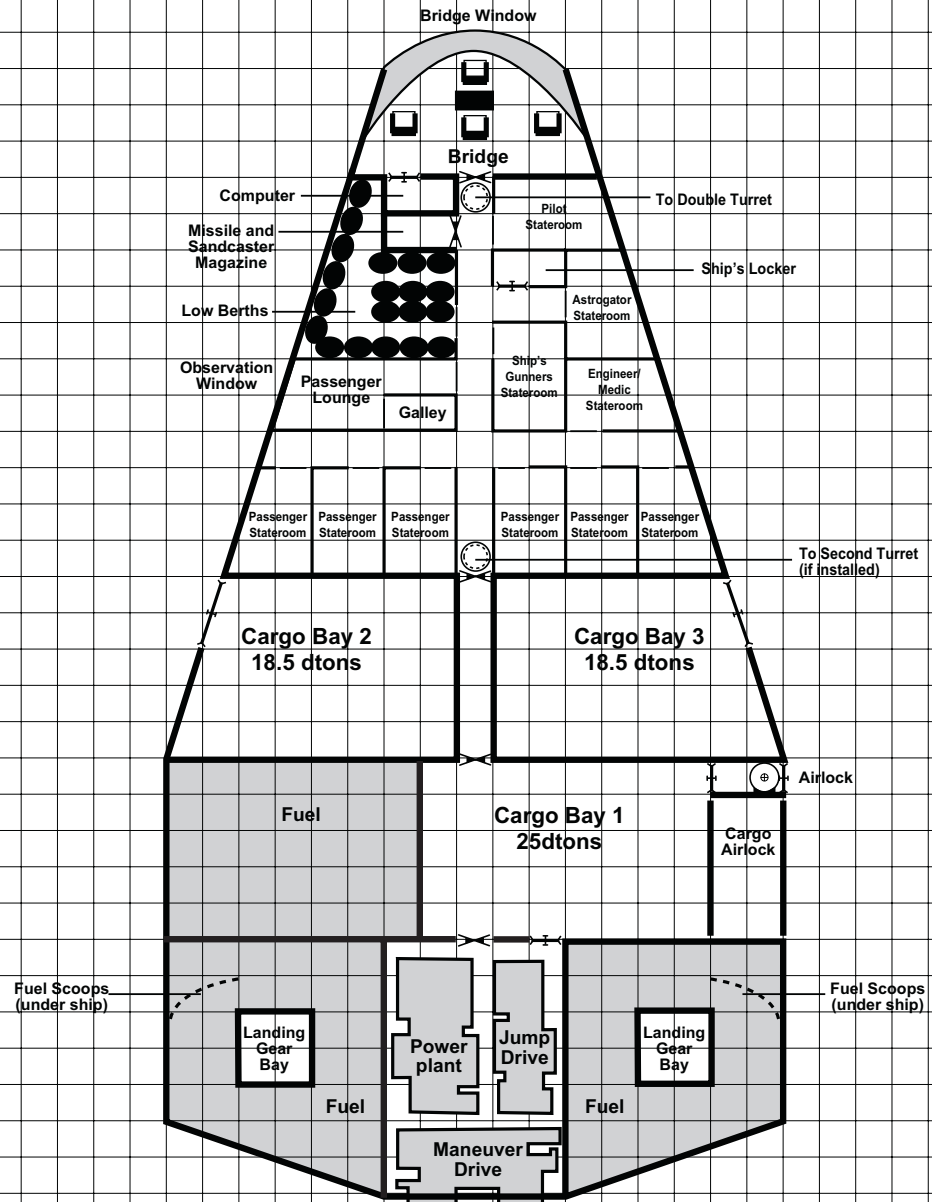 Bridge Window
Bridge
Computer
To Double Turret
Pilot
Stateroom
Missile and
Sandcaster
Magazine
Ship's Locker
Low Berths
Astrogator
Stateroom
Observation
Window
Passenger
Lounge
Ship's
Gunners
Stateroom
Engineer/
Medic
Stateroom
Galley
Passenger
Stateroom
Passenger
Stateroom
Passenger
Stateroom
Passenger
Stateroom
Passenger
Stateroom
Passenger
Stateroom
To Second Turret
(if installed)
Cargo Bay 2
18.5 dtons
Cargo Bay 3
18.5 dtons
Airlock
Fuel
Cargo Bay 1
25dtons
Cargo
Airlock
Fuel Scoops
(under ship)
Fuel Scoops
(under ship)
Landing
Gear
Bay
Power
plant
Jump
Drive
Landing
Gear
Bay
Fuel
Fuel
Maneuver
Drive